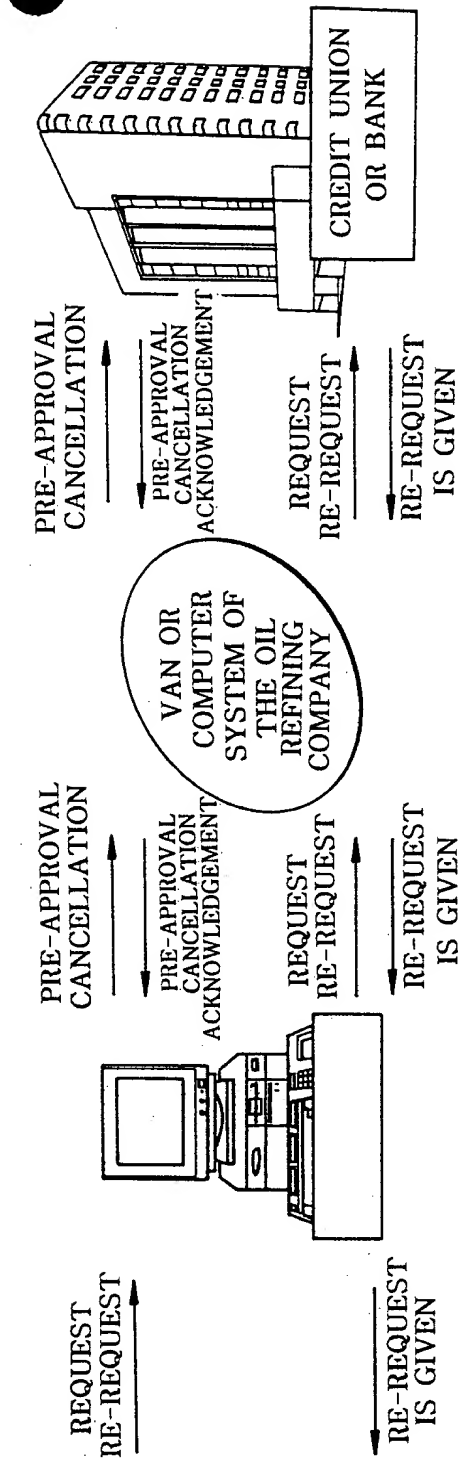 REQUEST
RE-REQUEST
RE-REQUEST
IS GIVEN
PRE-APPROVAL
CANCELLATION
PRE-APPROVAL
CANCELLATION
ACKNOWLEDGEMENT
REQUEST
RE-REQUEST
RE-REQUEST
IS GIVEN
VAN OR
COMPUTER
SYSTEM OF
THE OIL
REFINING
COMPANY
PRE-APPROVAL
CANCELLATION
PRE-APPROVAL
CANCELLATION
ACKNOWLEDGEMENT
REQUEST
RE-REQUEST
RE-REQUEST
IS GIVEN
CREDIT UNION
OR BANK